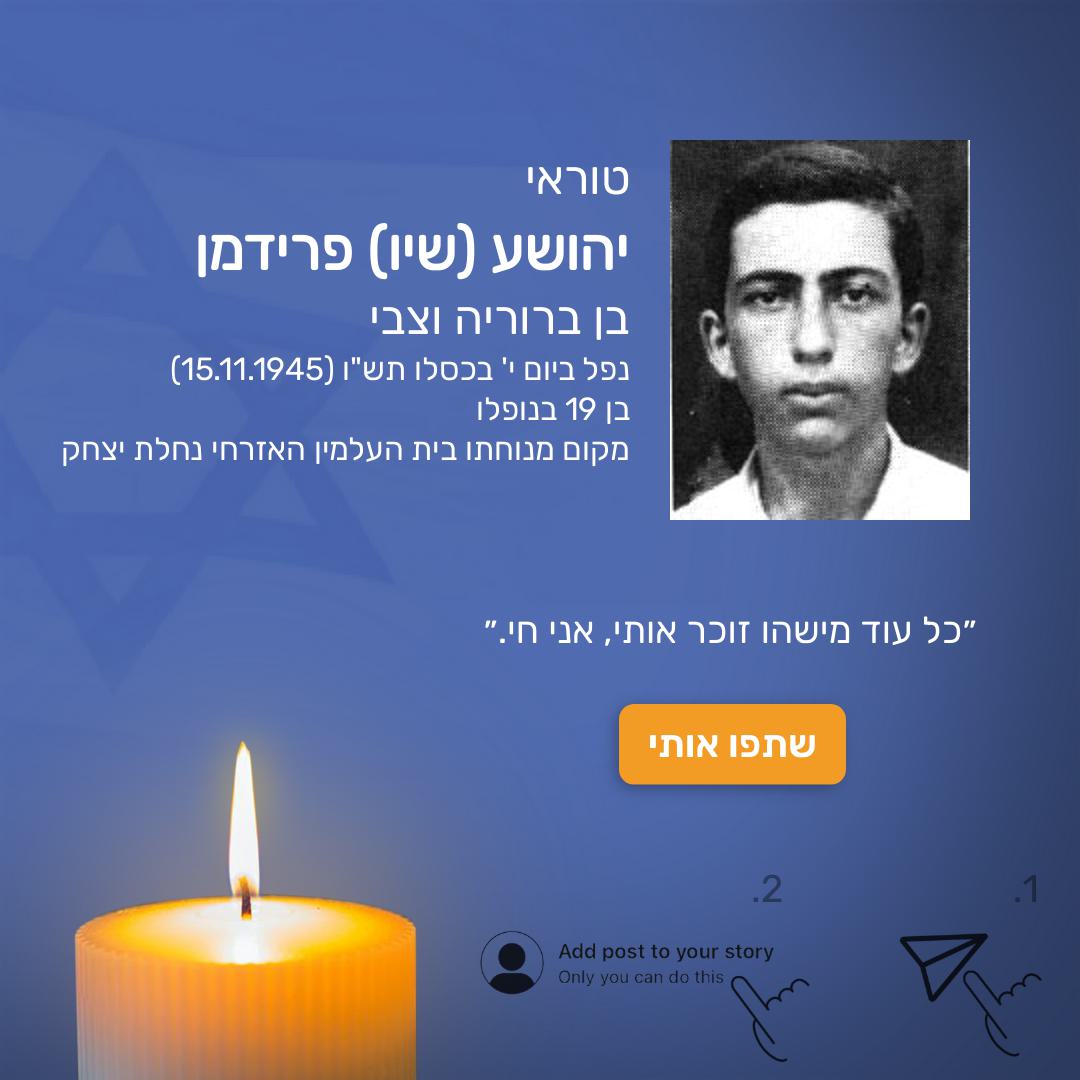 טוראי
יהושע (שיו) פרידמן
בן ברוריה וצבי
נפל ביום י' בכסלו תש"ו (15.11.1945)
בן 19 בנופלו
מקום מנוחתו בית העלמין האזרחי נחלת יצחק
״כל עוד מישהו זוכר אותי, אני חי.״
שתפו אותי
1.
2.
Add post to your story
Only you can do this